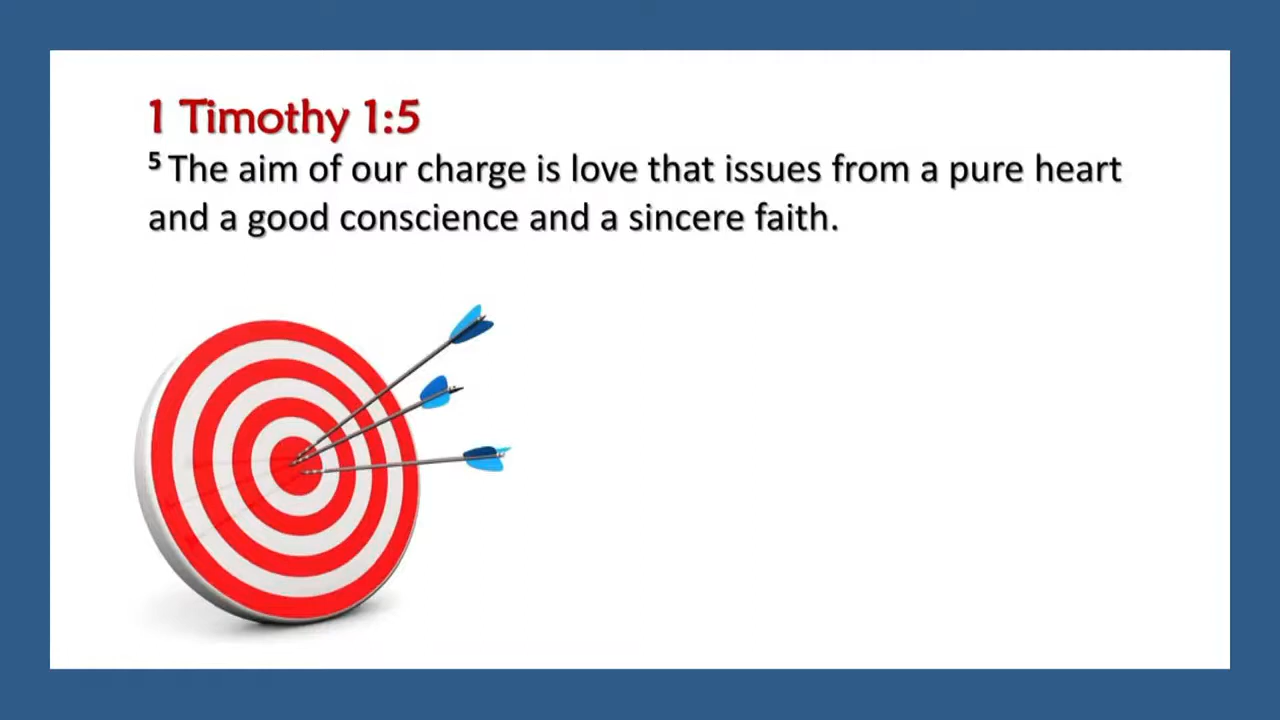 1 Timothy 1:5
5 The aim of our charge is love that issues from a pure heart
and a good conscience and a sincere faith.